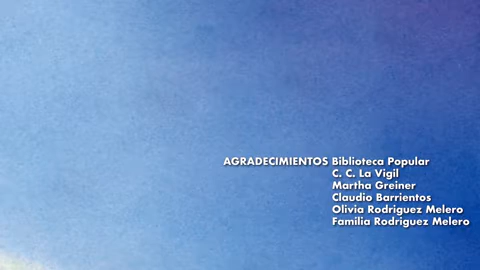 AGRADECIMIENTOS Biblioteca Popular
C. C. La Vigil
Martha Greiner
Claudio Barrientos
Olivia Rodriguez Melero
Familia Rodriguez Melero